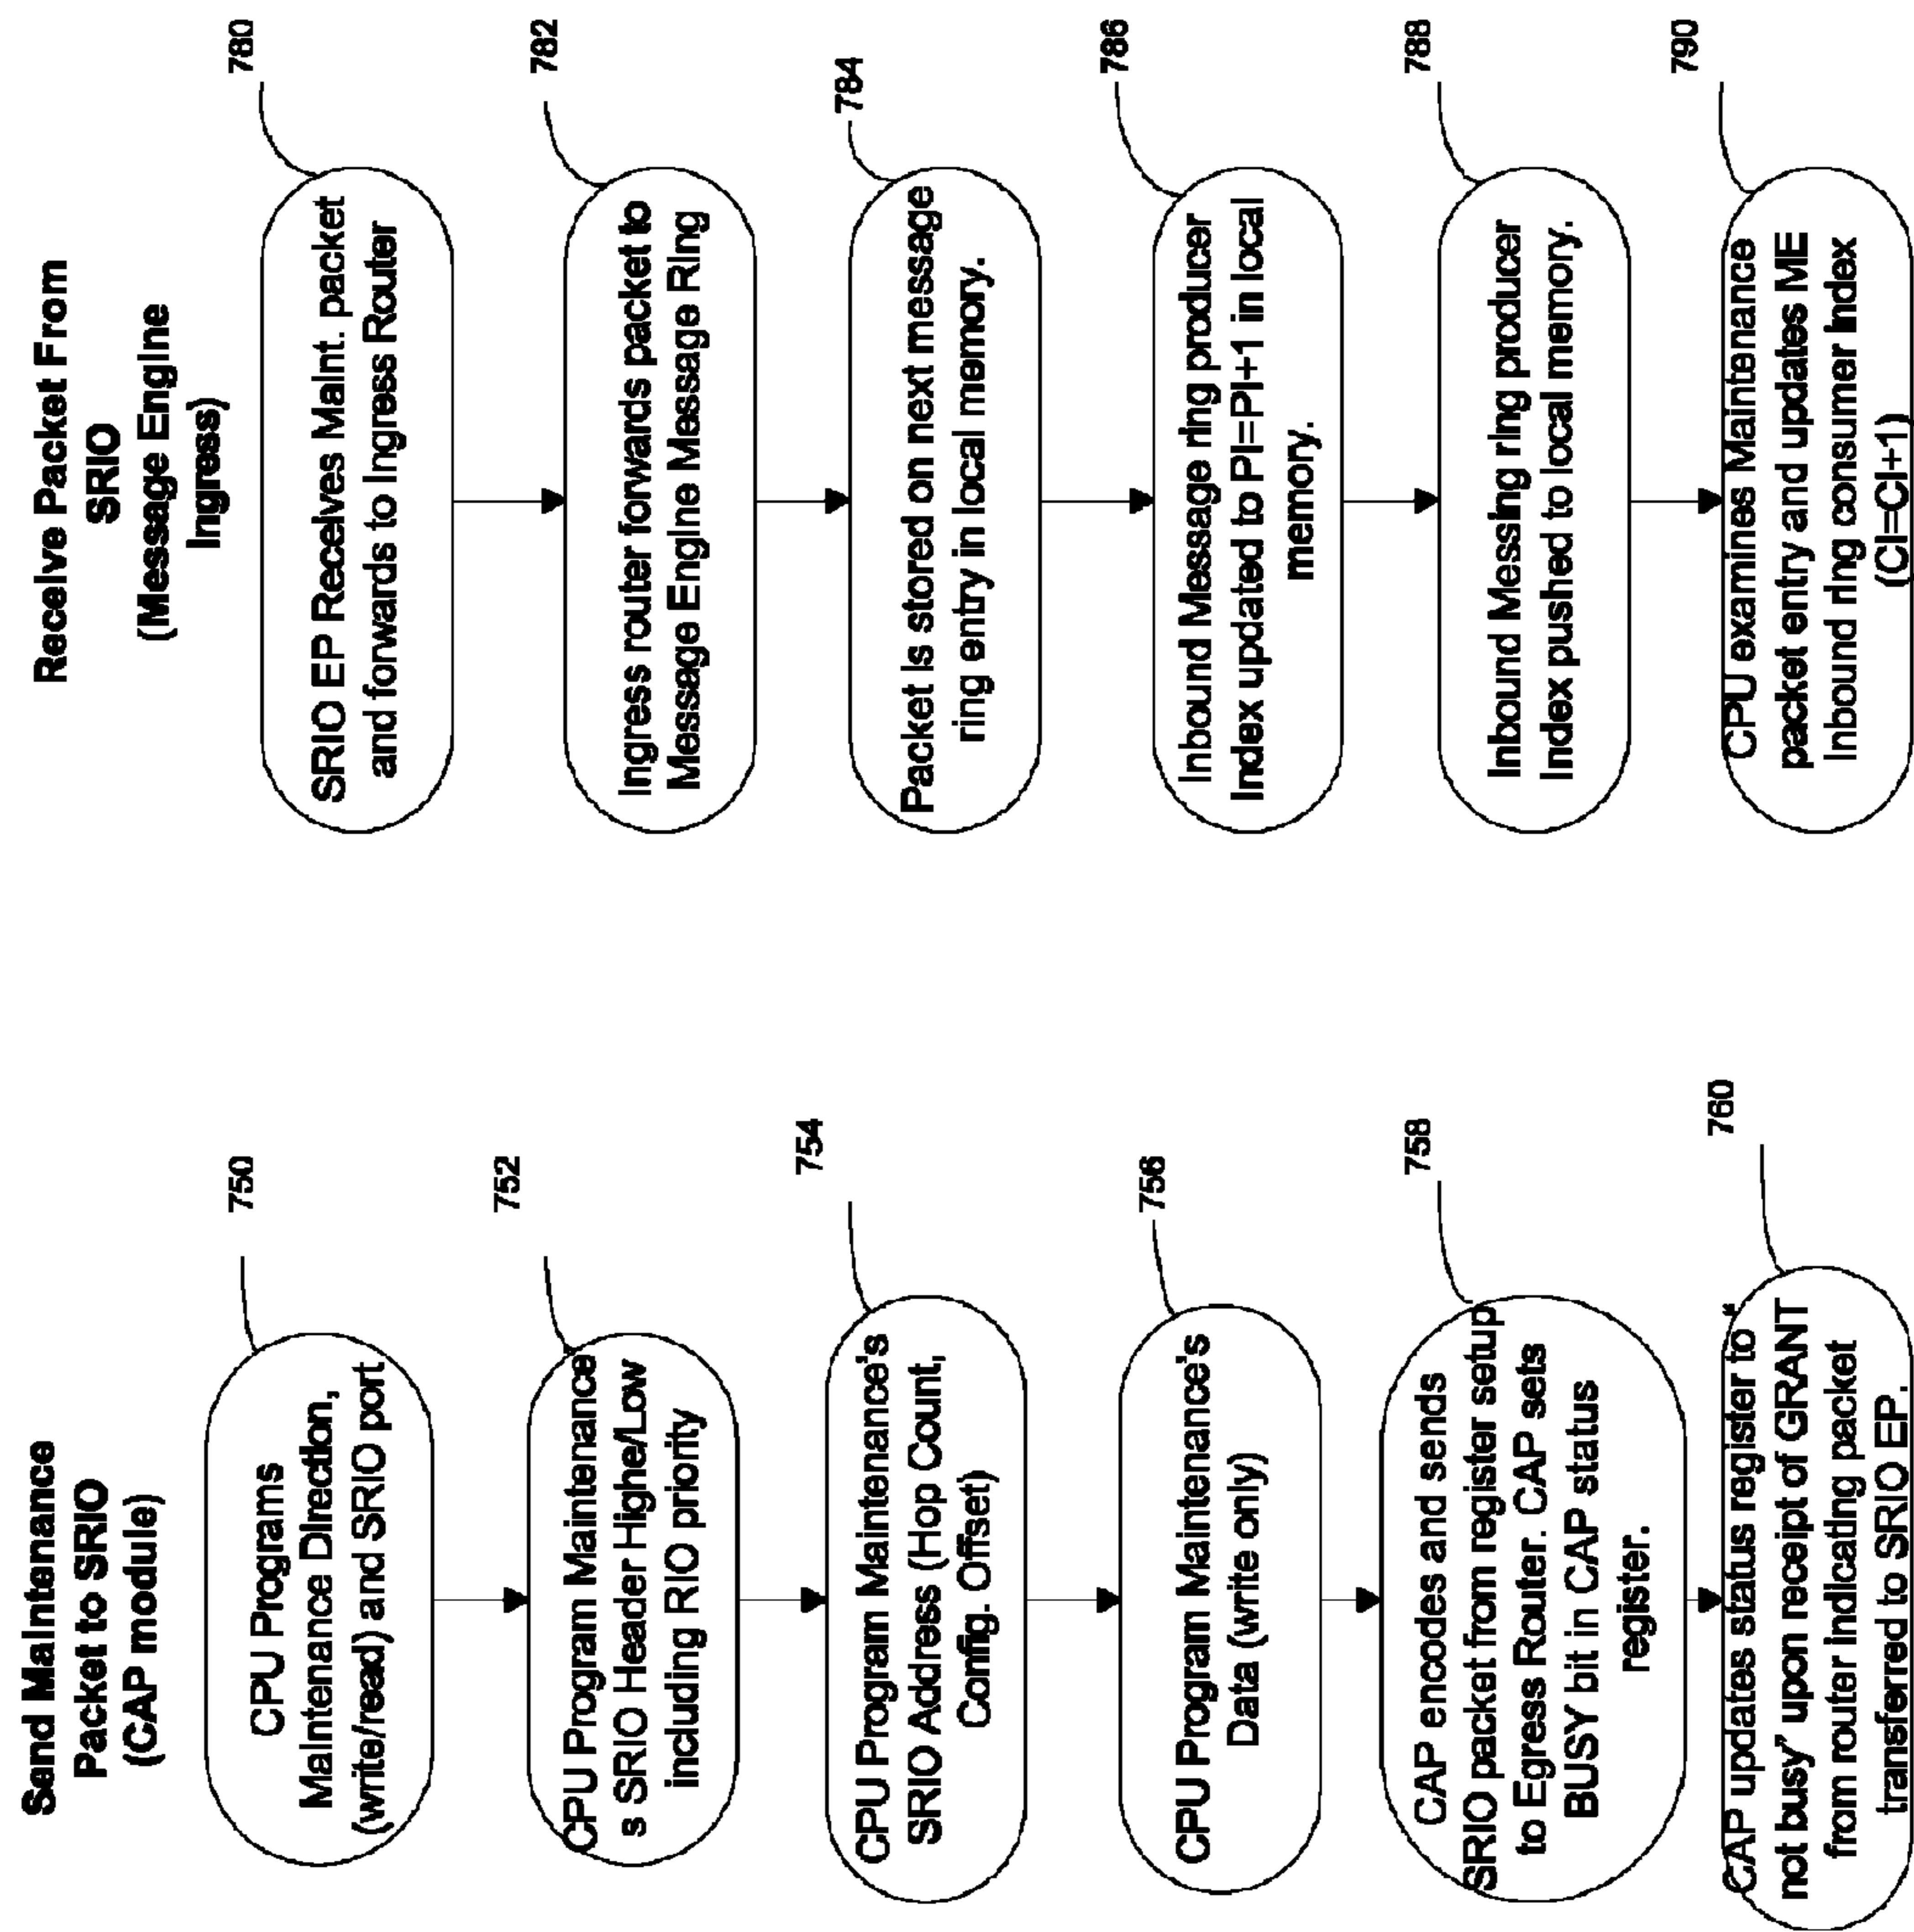 Send Maintenance
Packet to SRIO
(CAP module)
750
CPU Programs
Maintenance Direction,
(write/read) and SRIO port
752
CPU Program Maintenance
s SRIO Header Highe/Low
including RIO priority
754
CPU Program Maintenance's
SRIO Address (Hop Count,
Config. Offset)
756
CPU Program Maintenance's
Data (write only)
758
CAP encodes and sends
SRIO packet from register setup
to Egress Router. CAP sets
BUSY bit in CAP status
register.
760
CAP updates status register to “
not busy” upon receipt of GRANT
from router indicating packet
transferred to SRIO EP.
Receive Packet From
SRIO
(Message Engine
Ingress)
780
SRIO EP Receives Maint. packet
and forwards to Ingress Router
782
Ingress router forwards packet to
Message Engine Message Ring
784
Packet is stored on next message
ring entry in local memory.
786
Inbound Message ring producer
Index updated to PI=PI+1 in local
memory.
788
Inbound Messing ring producer
Index pushed to local memory.
790
CPU examines Maintenance
packet entry and updates ME
Inbound ring consumer Index
(CI=CI+1)